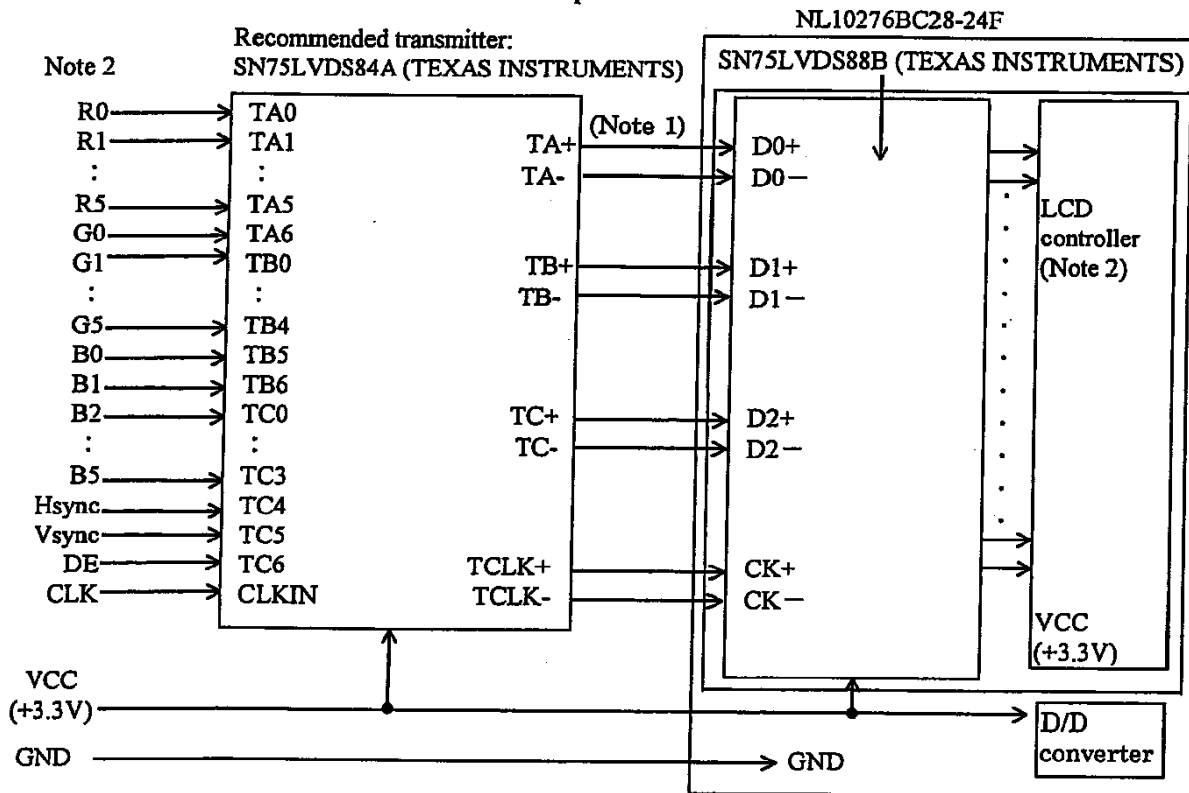 NL10276BC28-24F
Recommended transmitter:
Note 2
SN75LVDS84A (TEXAS INSTRUMENTS)
SN75LVDS88B (TEXAS INSTRUMENTS)
R0 TA0
R1 TA1
: :
R5 TA5
G0 TA6
G1 TB0
: :
G5 TB4
B0 TB5
B1 TB6
B2 TC0
: :
B5 TC3
Hsync TC4
Vsync TC5
DE TC6
CLK CLKIN
TA+ (Note 1) D0+
TA- D0−
TB+ D1+
TB- D1−
TC+ D2+
TC- D2−
TCLK+ CK+
TCLK- CK−
LCD
controller
(Note 2)
VCC
(+3.3V)
VCC
(+3.3V)
D/D
converter
GND GND